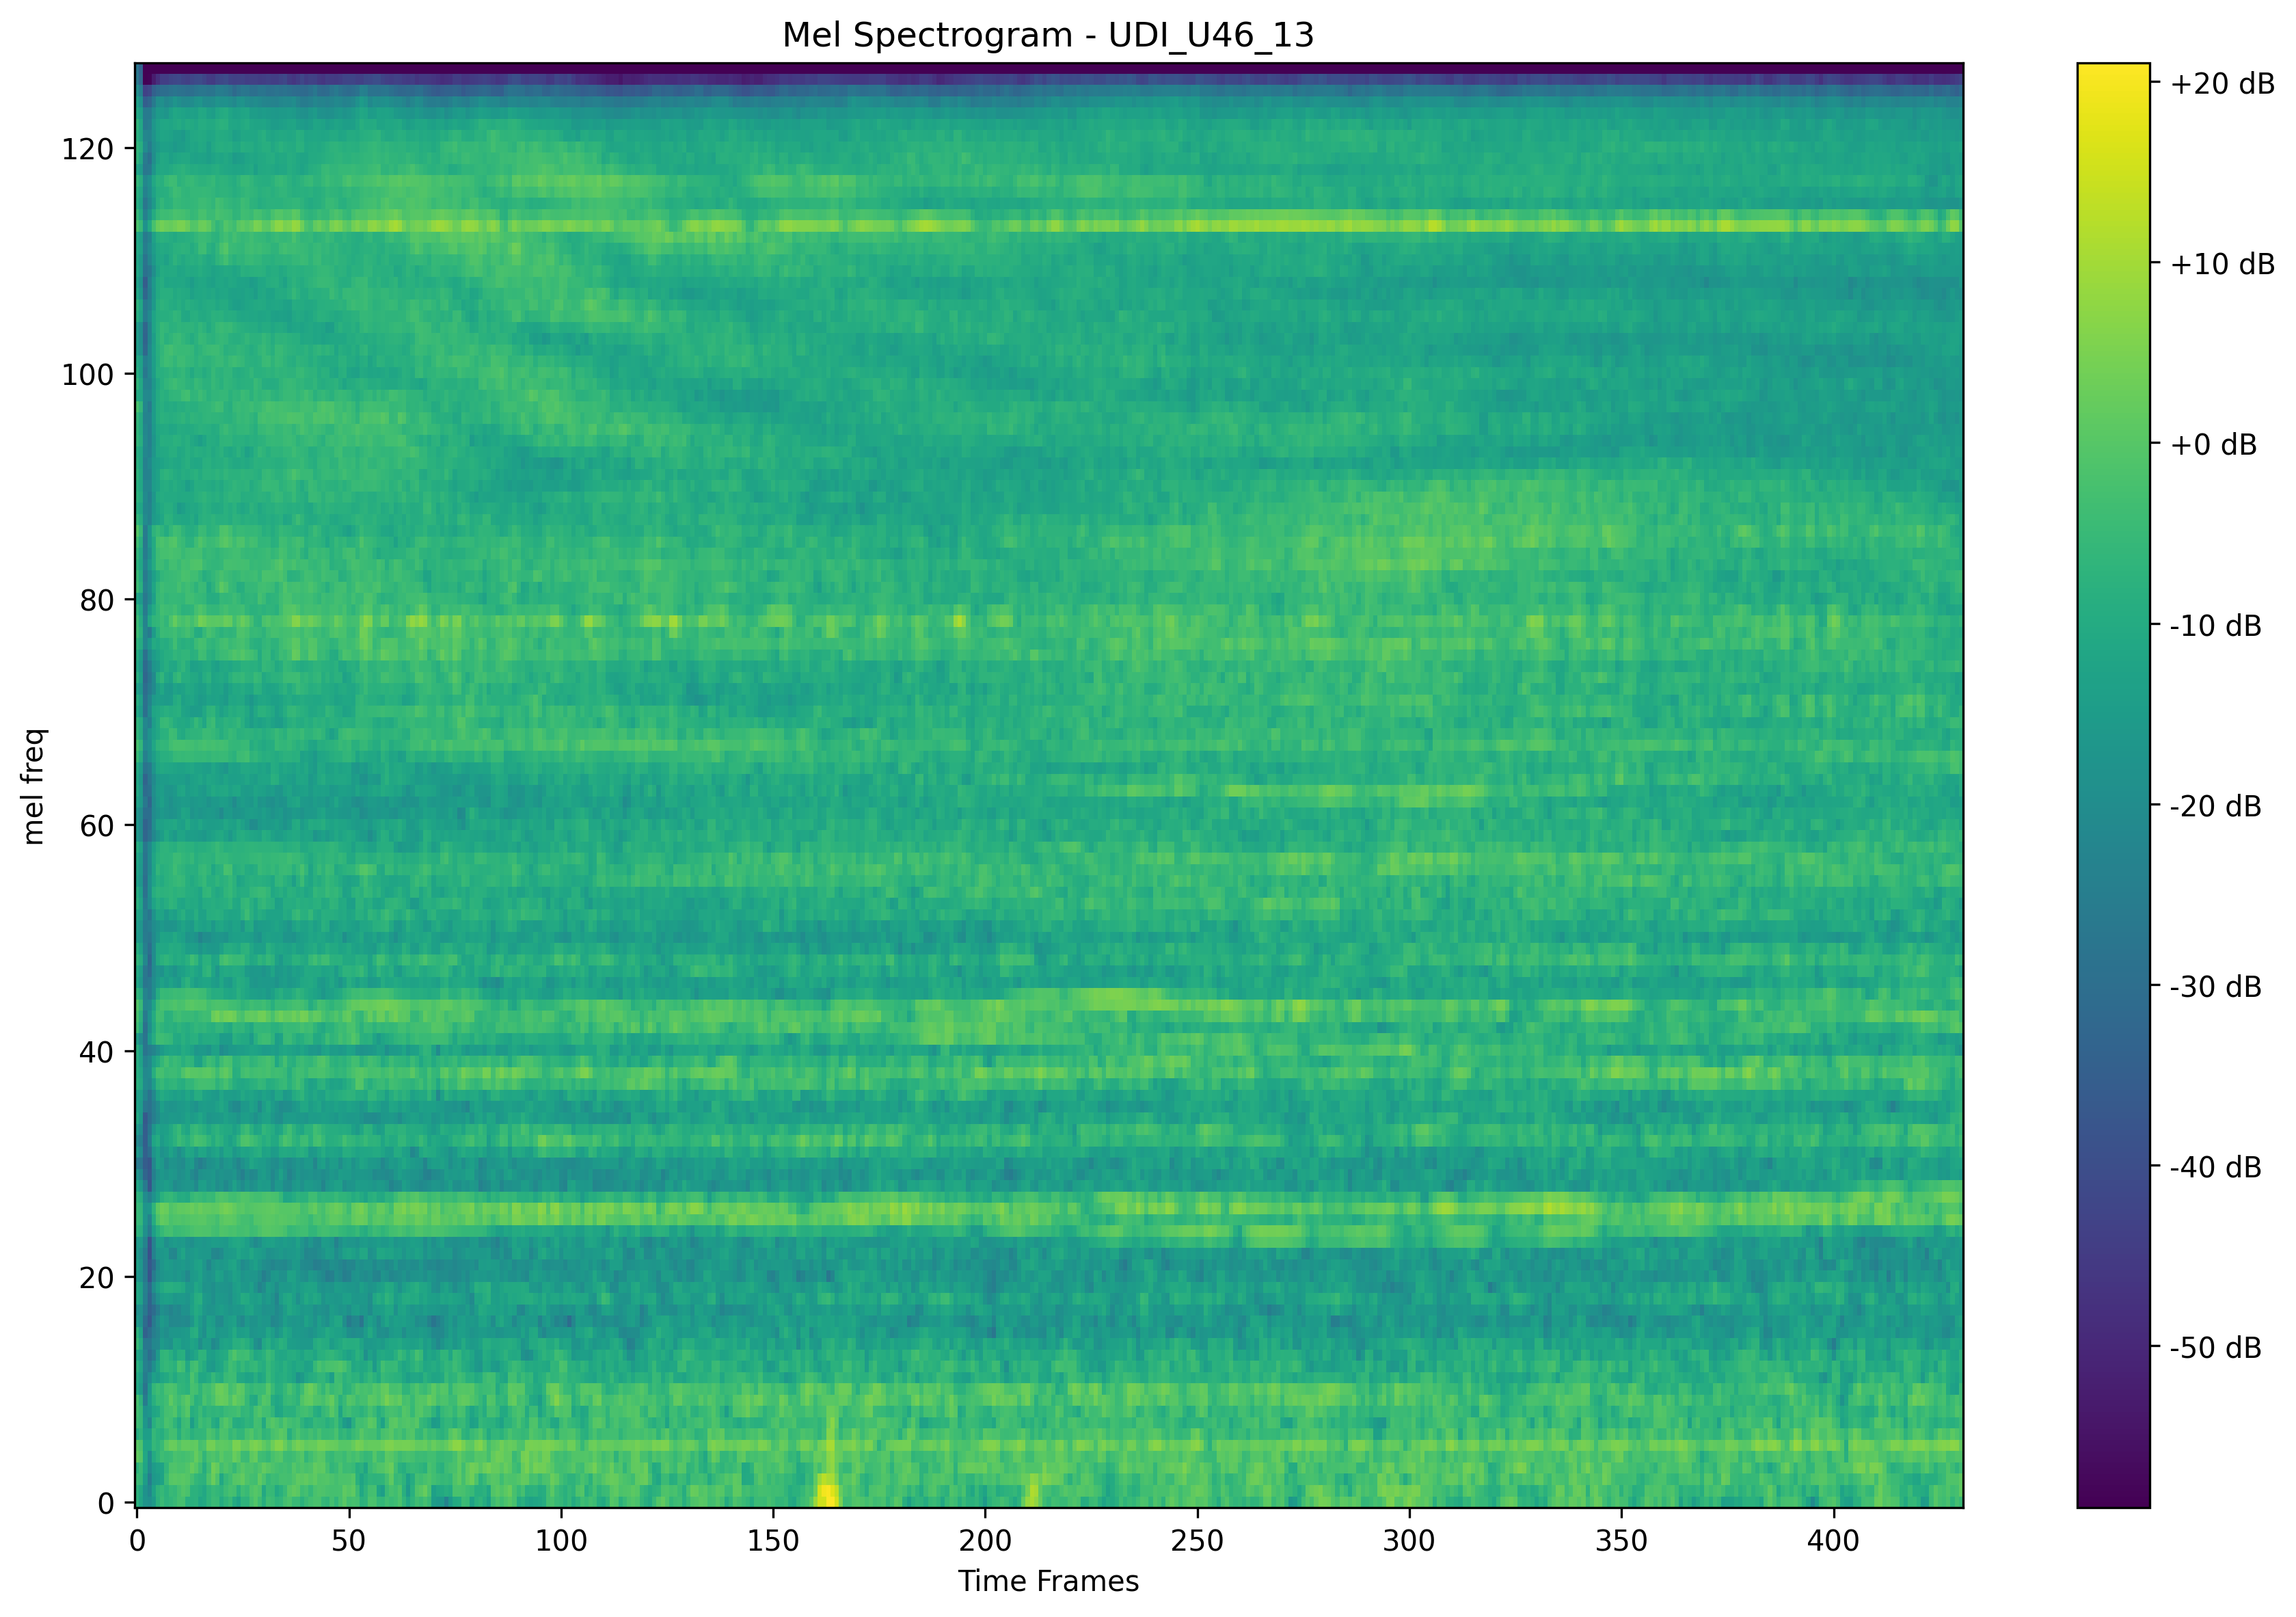 Mel Spectrogram - UDI_U46_13
mel freq
120
100
80
60
40
20
0
0 50 100 150 200 250 300 350 400
Time Frames
+20 dB
+10 dB
+0 dB
-10 dB
-20 dB
-30 dB
-40 dB
-50 dB